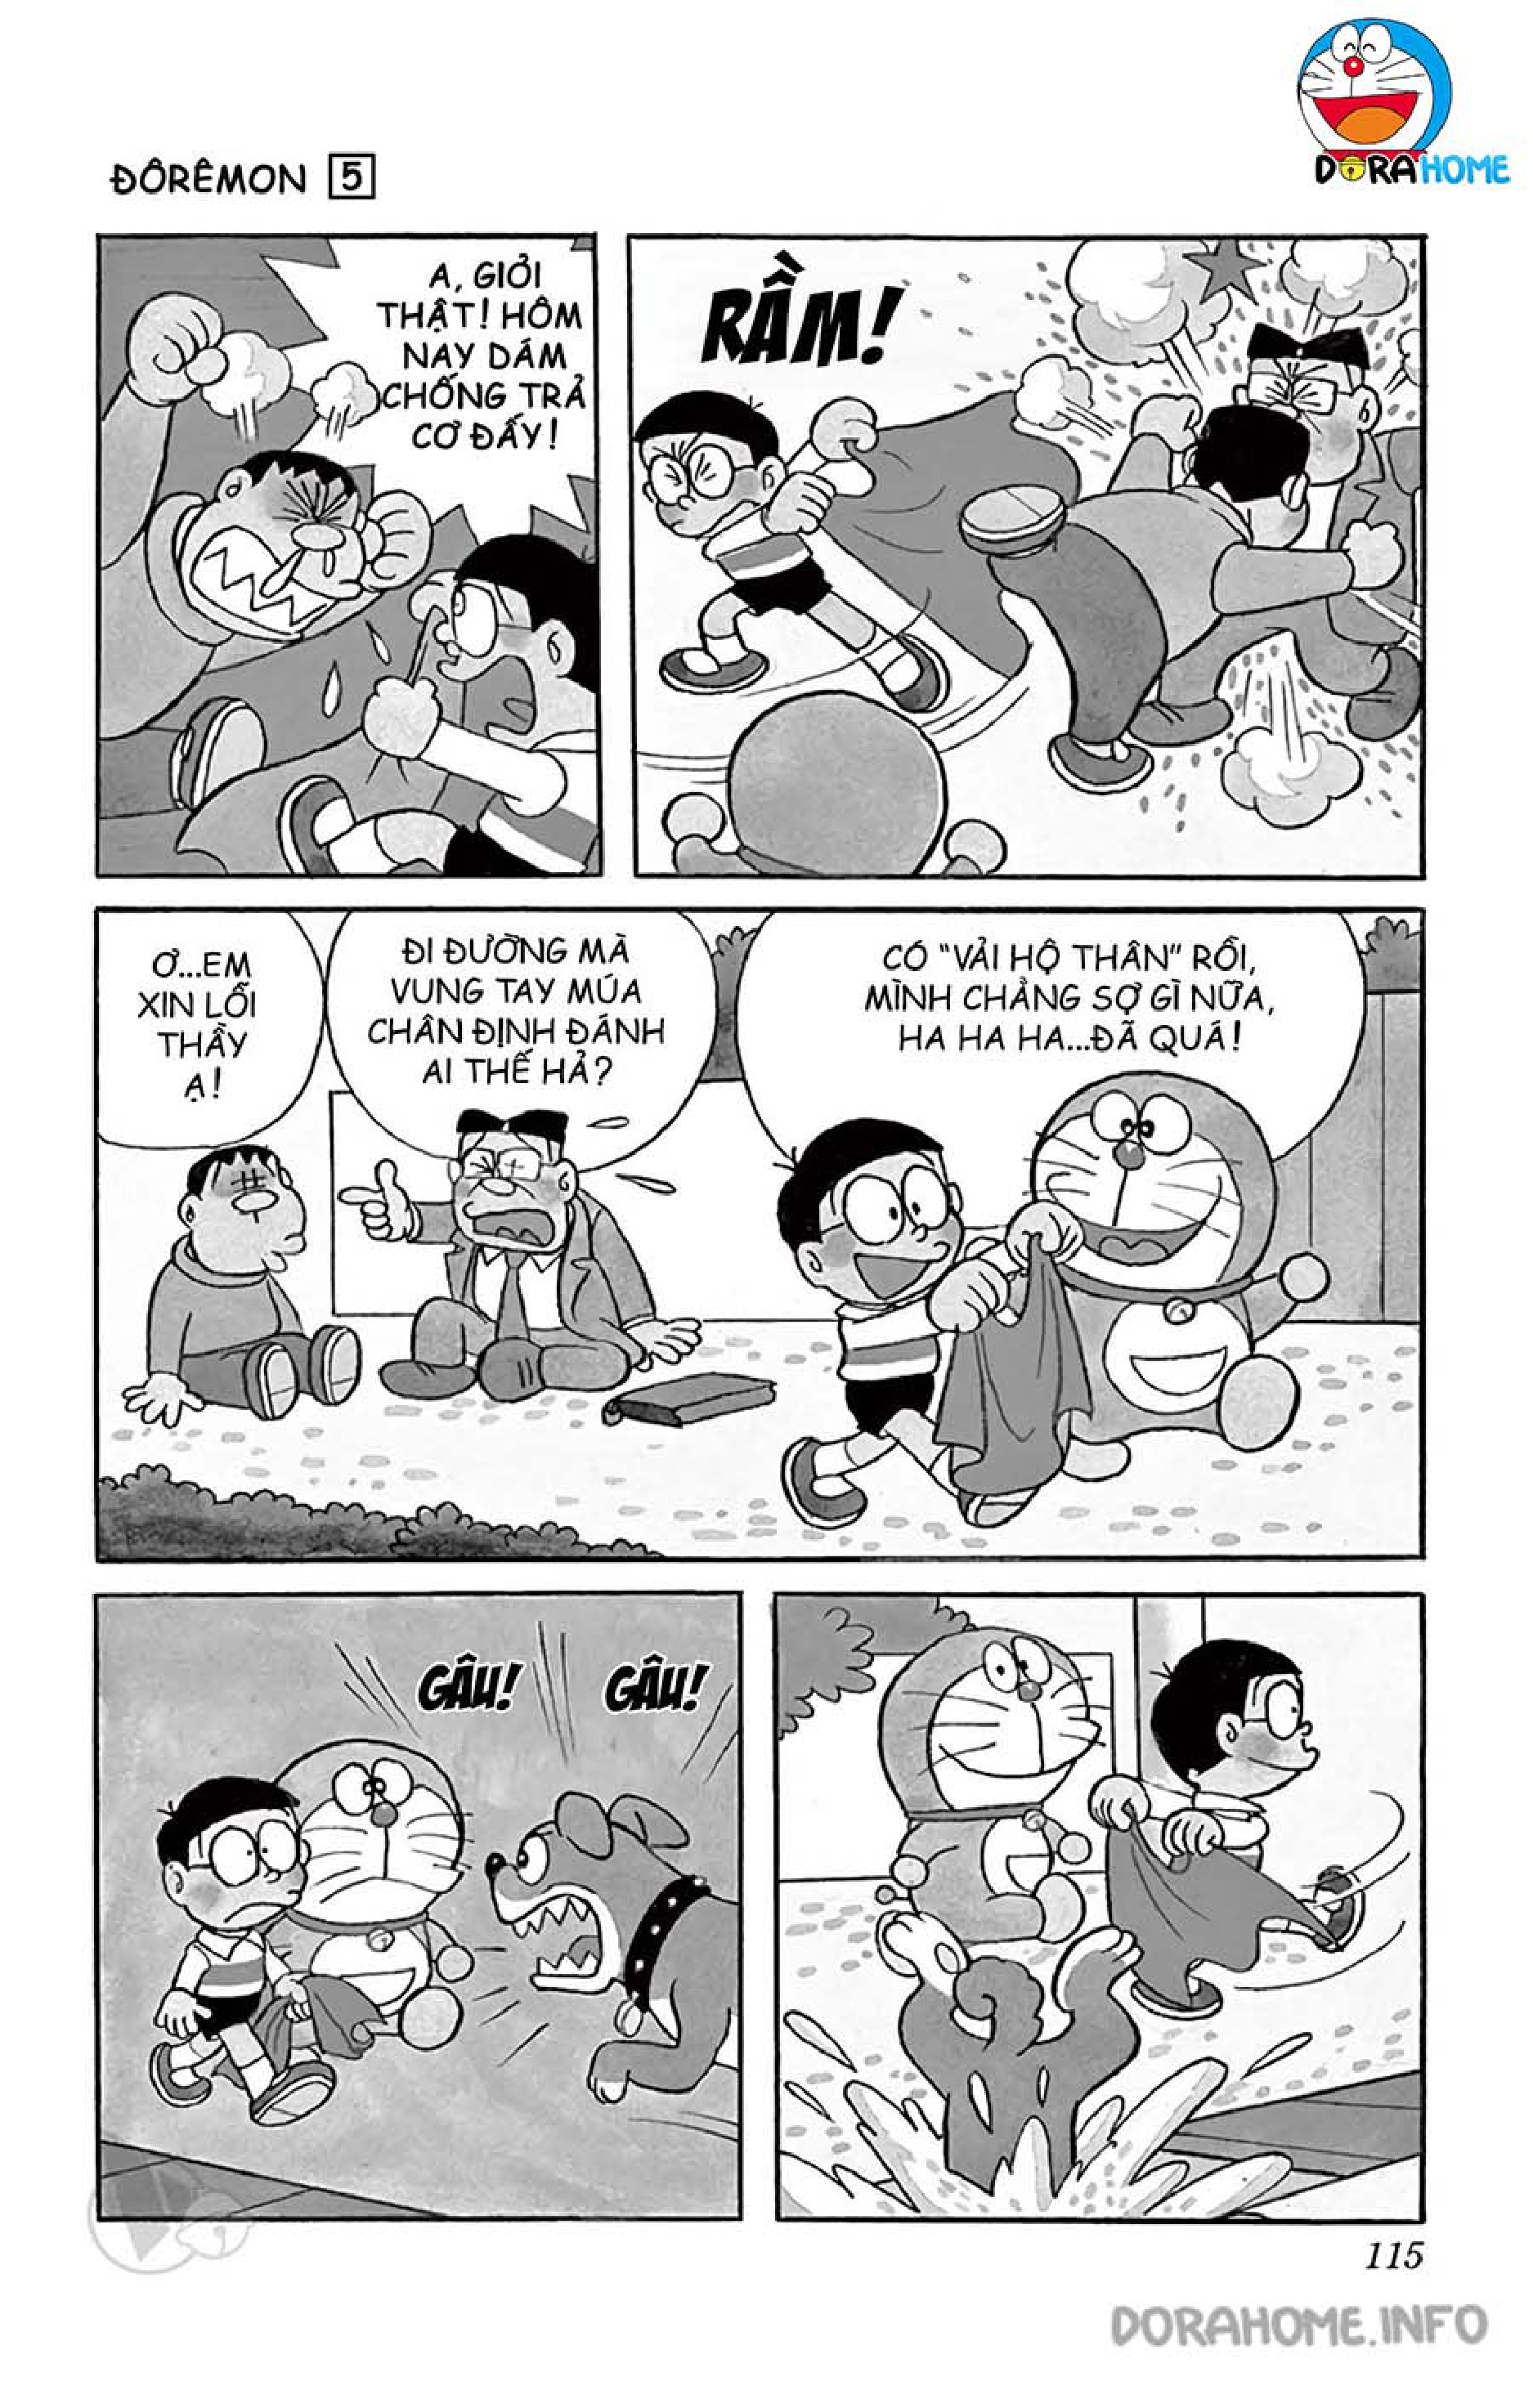 DORAHOME
ĐÔRÊMON 5
A, GIỎI
THẬT! HÔM
NAY DÁM
CHỐNG TRẢ
CƠ ĐẤY!
RẦM!
Ơ...EM
XIN LỖI
THẦY
Ạ!
ĐI ĐƯỜNG MÀ
VUNG TAY MÚA
CHÂN ĐỊNH ĐÁNH
AI THẾ HẢ?
CÓ "VẢI HỘ THÂN" RỒI,
MÌNH CHẢNG SỢ GÌ NỮA,
HA HA HA...ĐÃ QUÁ!
GÂU! GÂU!
115
DORAHOME.INFO